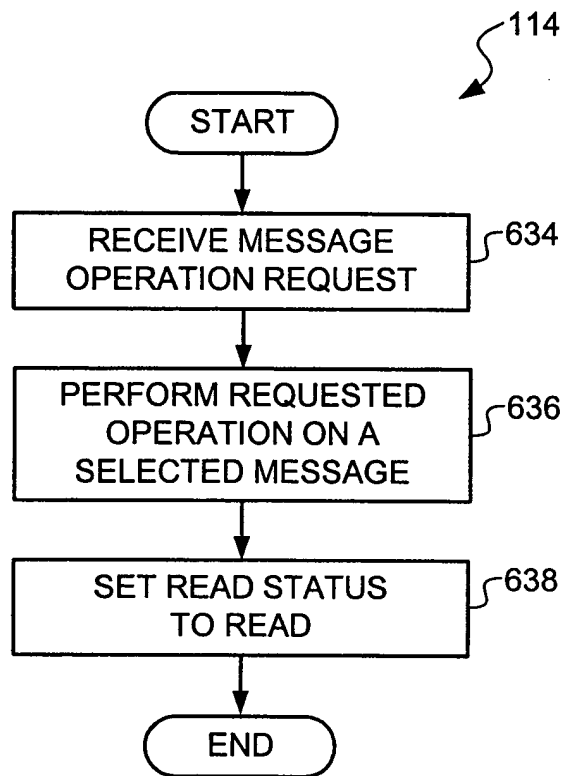 114
START
RECEIVE MESSAGE
OPERATION REQUEST
634
PERFORM REQUESTED
OPERATION ON A
SELECTED MESSAGE
636
SET READ STATUS
TO READ
638
END